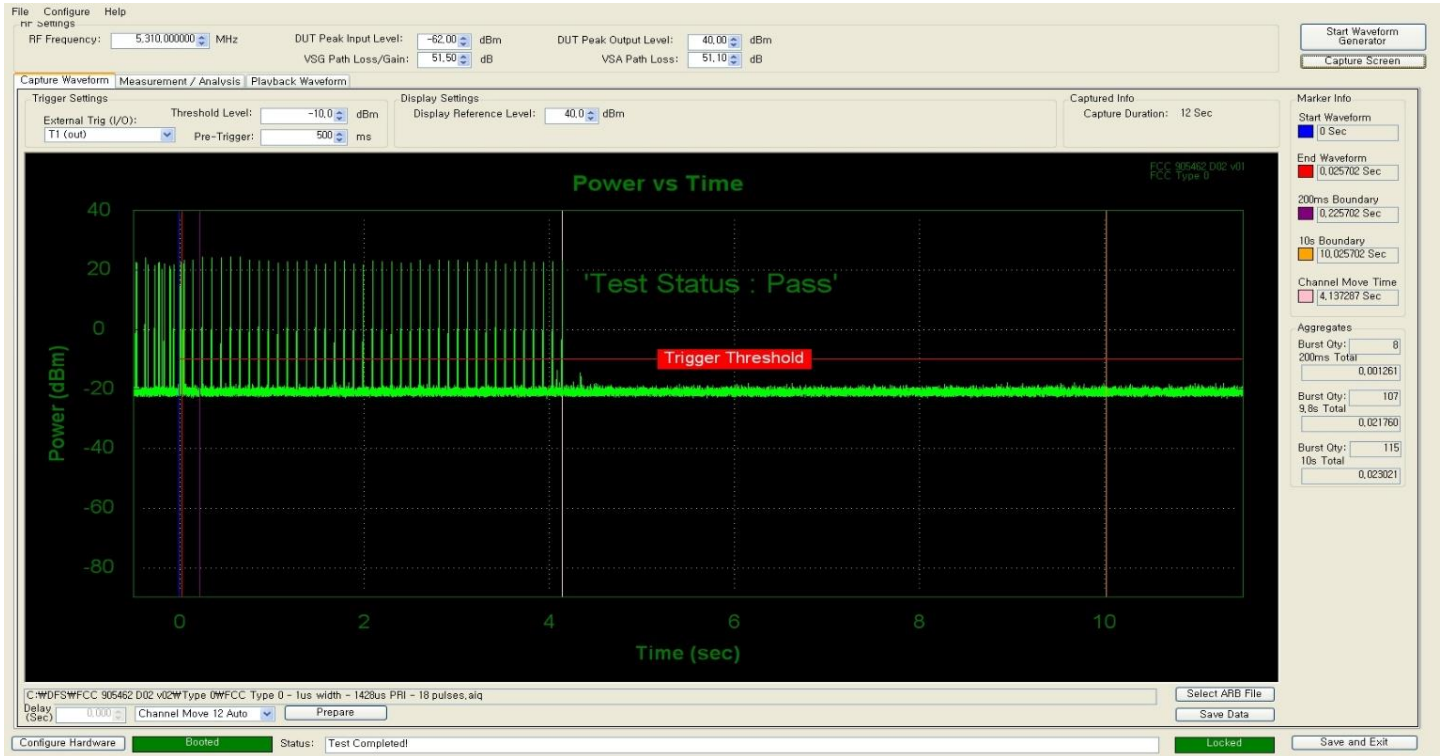 File Configure Help
RF Settings
RF Frequency: 5,310,000000 MHz DUT Peak Input Level: -62,00 dBm DUT Peak Output Level: 40,00 dBm
VSG Path Loss/Gain: 51,50 dB VSA Path Loss: 51,10 dB
Start Waveform Generator
Capture Screen
Capture Waveform Measurement / Analysis Playback Waveform
Trigger Settings
External Trig (I/O):
T1 (out)
Threshold Level: -10,0 dBm
Pre-Trigger: 500 ms
Display Settings
Display Reference Level: 40,0 dBm
Captured Info
Capture Duration: 12 Sec
Marker Info
Start Waveform
0 Sec
End Waveform
0,025702 Sec
200ms Boundary
0,225702 Sec
10s Boundary
10,025702 Sec
Channel Move Time
4,137287 Sec
Aggregates
Burst Qty: 8
200ms Total
0,001261
Burst Qty: 107
9,8s Total
0,021760
Burst Qty: 115
10s Total
0,023021
FCC 905462 D02 v01
FCC Type 0
Power vs Time
'Test Status : Pass'
Trigger Threshold
Power (dBm)
40
20
0
-20
-40
-60
-80
0 2 4 6 8 10
Time (sec)
C:₩DFS₩FCC 905462 D02 v02₩Type 0₩FCC Type 0 - 1us width - 1428us PRI - 18 pulses,aiq
Select ARB File
Delay (Sec) 0,000 Channel Move 12 Auto Prepare
Save Data
Configure Hardware Booted Status: Test Completed! Locked Save and Exit